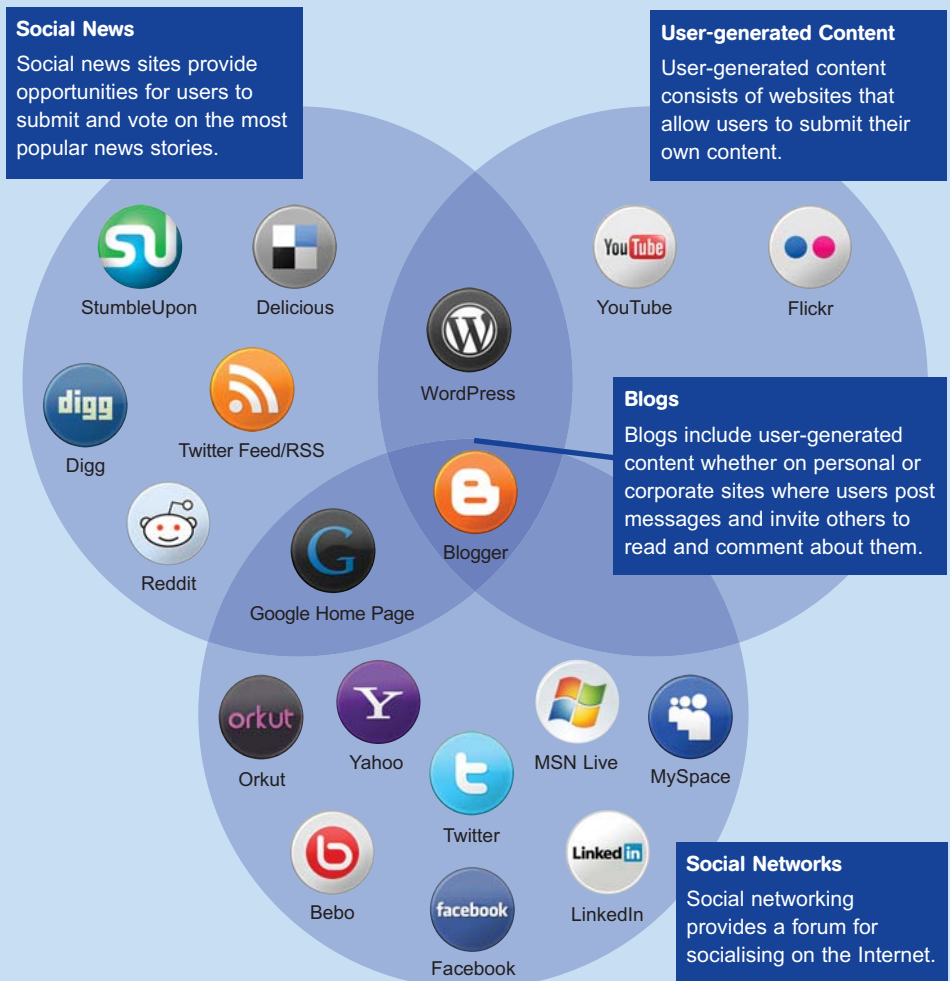 Social News
Social news sites provide
opportunities for users to
submit and vote on the most
popular news stories.
User-generated Content
User-generated content
consists of websites that
allow users to submit their
own content.
StumbleUpon
Delicious
You Tube
YouTube
Flickr
WordPress
digg
Digg
Twitter Feed/RSS
Blogs
Blogs include user-generated
content whether on personal or
corporate sites where users post
messages and invite others to
read and comment about them.
Reddit
G
Google Home Page
B
Blogger
orkut
Orkut
Y
Yahoo
t
Twitter
MSN Live
MySpace
b
Bebo
facebook
Facebook
Linked in
LinkedIn
Social Networks
Social networking
provides a forum for
socialising on the Internet.
SU
W